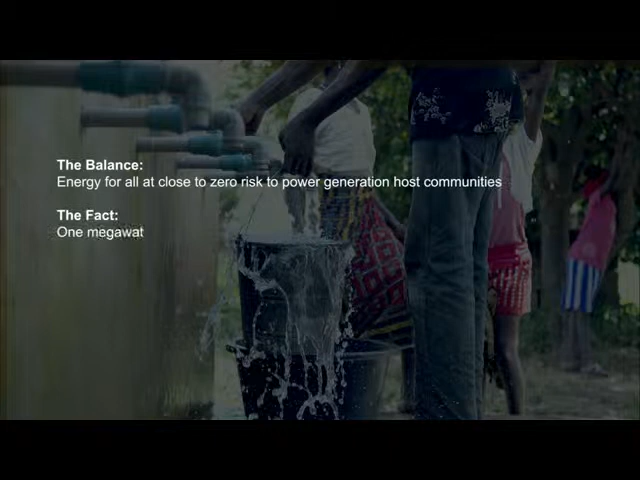 The Balance:
Energy for all at close to zero risk to power generation host communities
The Fact:
One megawat